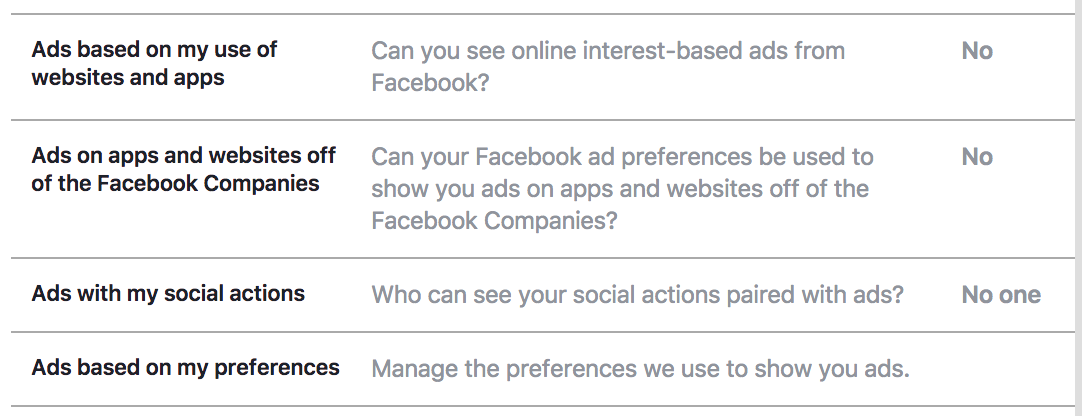 Ads based on my use of
websites and apps
Can you see online interest-based ads from
Facebook?
No
Ads on apps and websites off
of the Facebook Companies
Can your Facebook ad preferences be used to
show you ads on apps and websites off of the
Facebook Companies?
No
Ads with my social actions
Who can see your social actions paired with ads?
No one
Ads based on my preferences
Manage the preferences we use to show you ads.